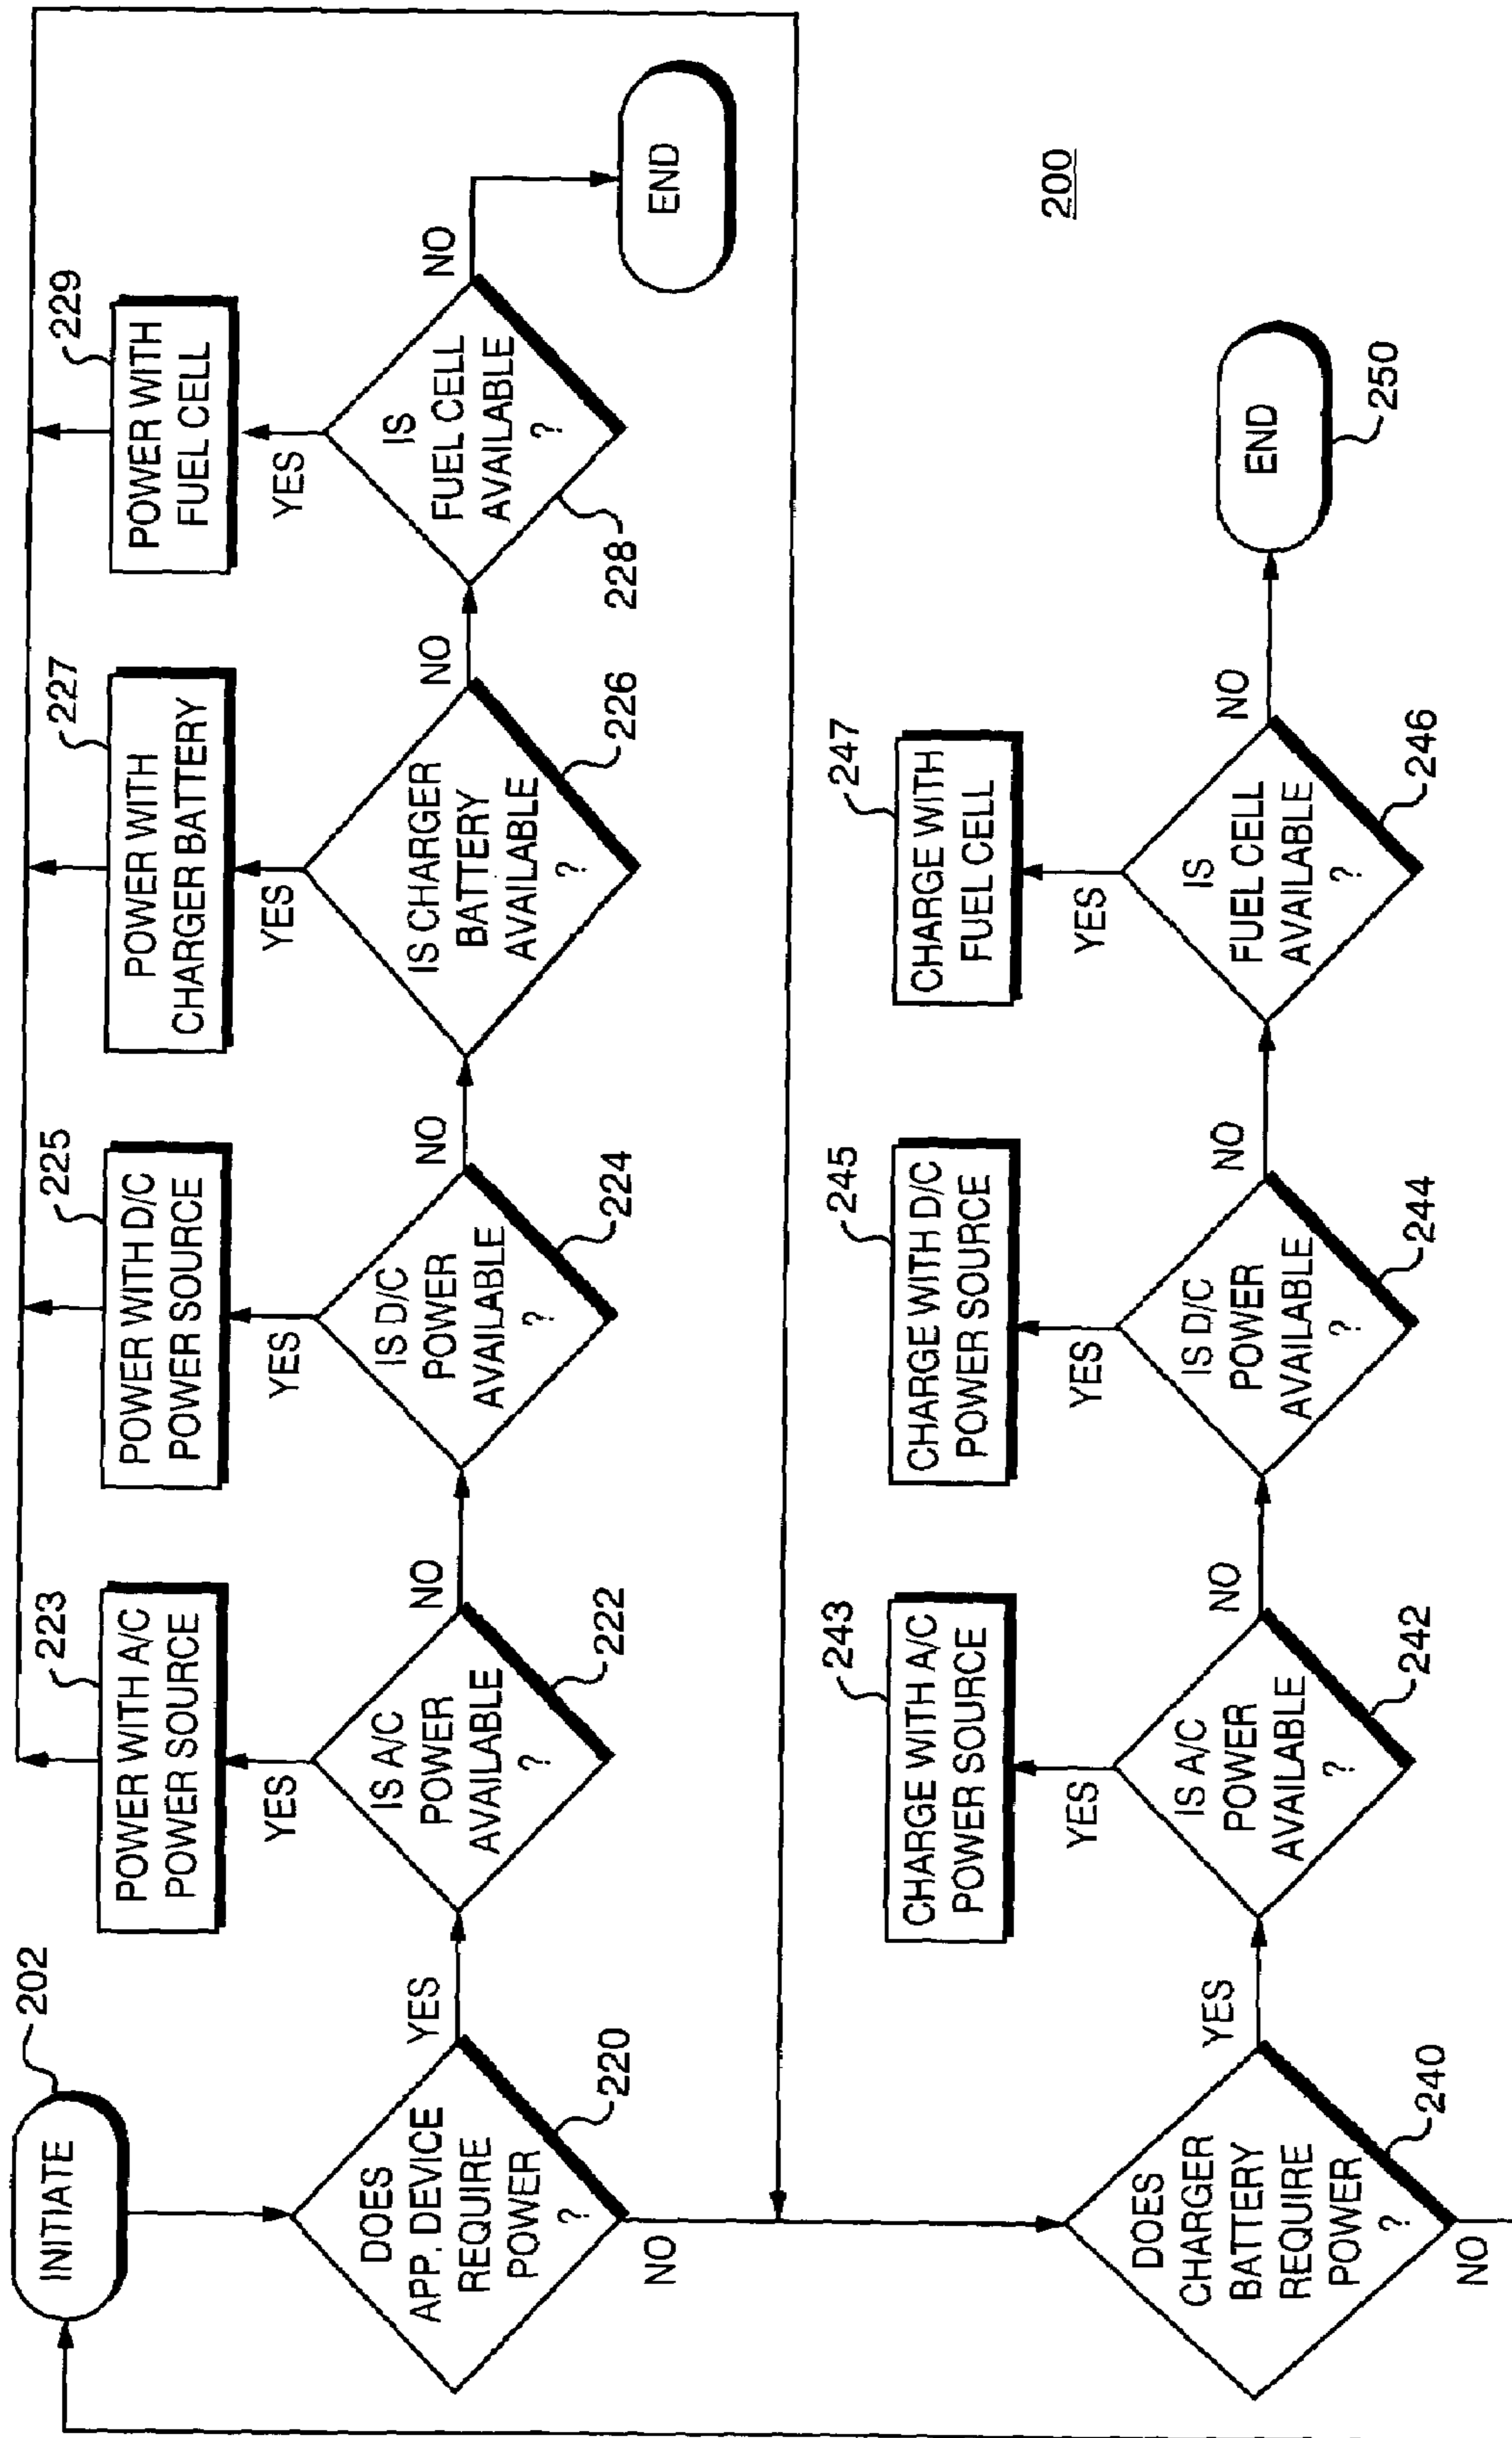 INITIATE
202
DOES
APP. DEVICE
REQUIRE
POWER
?
220
YES
NO
IS A/C
POWER
AVAILABLE
?
222
YES
NO
POWER WITH A/C
POWER SOURCE
223
IS D/C
POWER
AVAILABLE
?
224
YES
NO
POWER WITH D/C
POWER SOURCE
225
IS CHARGER
BATTERY
AVAILABLE
?
226
YES
NO
POWER WITH
CHARGER BATTERY
227
IS
FUEL CELL
AVAILABLE
?
228
YES
NO
POWER WITH
FUEL CELL
229
END
200
DOES
CHARGER
BATTERY
REQUIRE
POWER
?
240
YES
NO
IS A/C
POWER
AVAILABLE
?
242
YES
NO
CHARGE WITH A/C
POWER SOURCE
243
IS D/C
POWER
AVAILABLE
?
244
YES
NO
CHARGE WITH D/C
POWER SOURCE
245
IS
FUEL CELL
AVAILABLE
?
246
YES
NO
CHARGE WITH
FUEL CELL
247
END
250